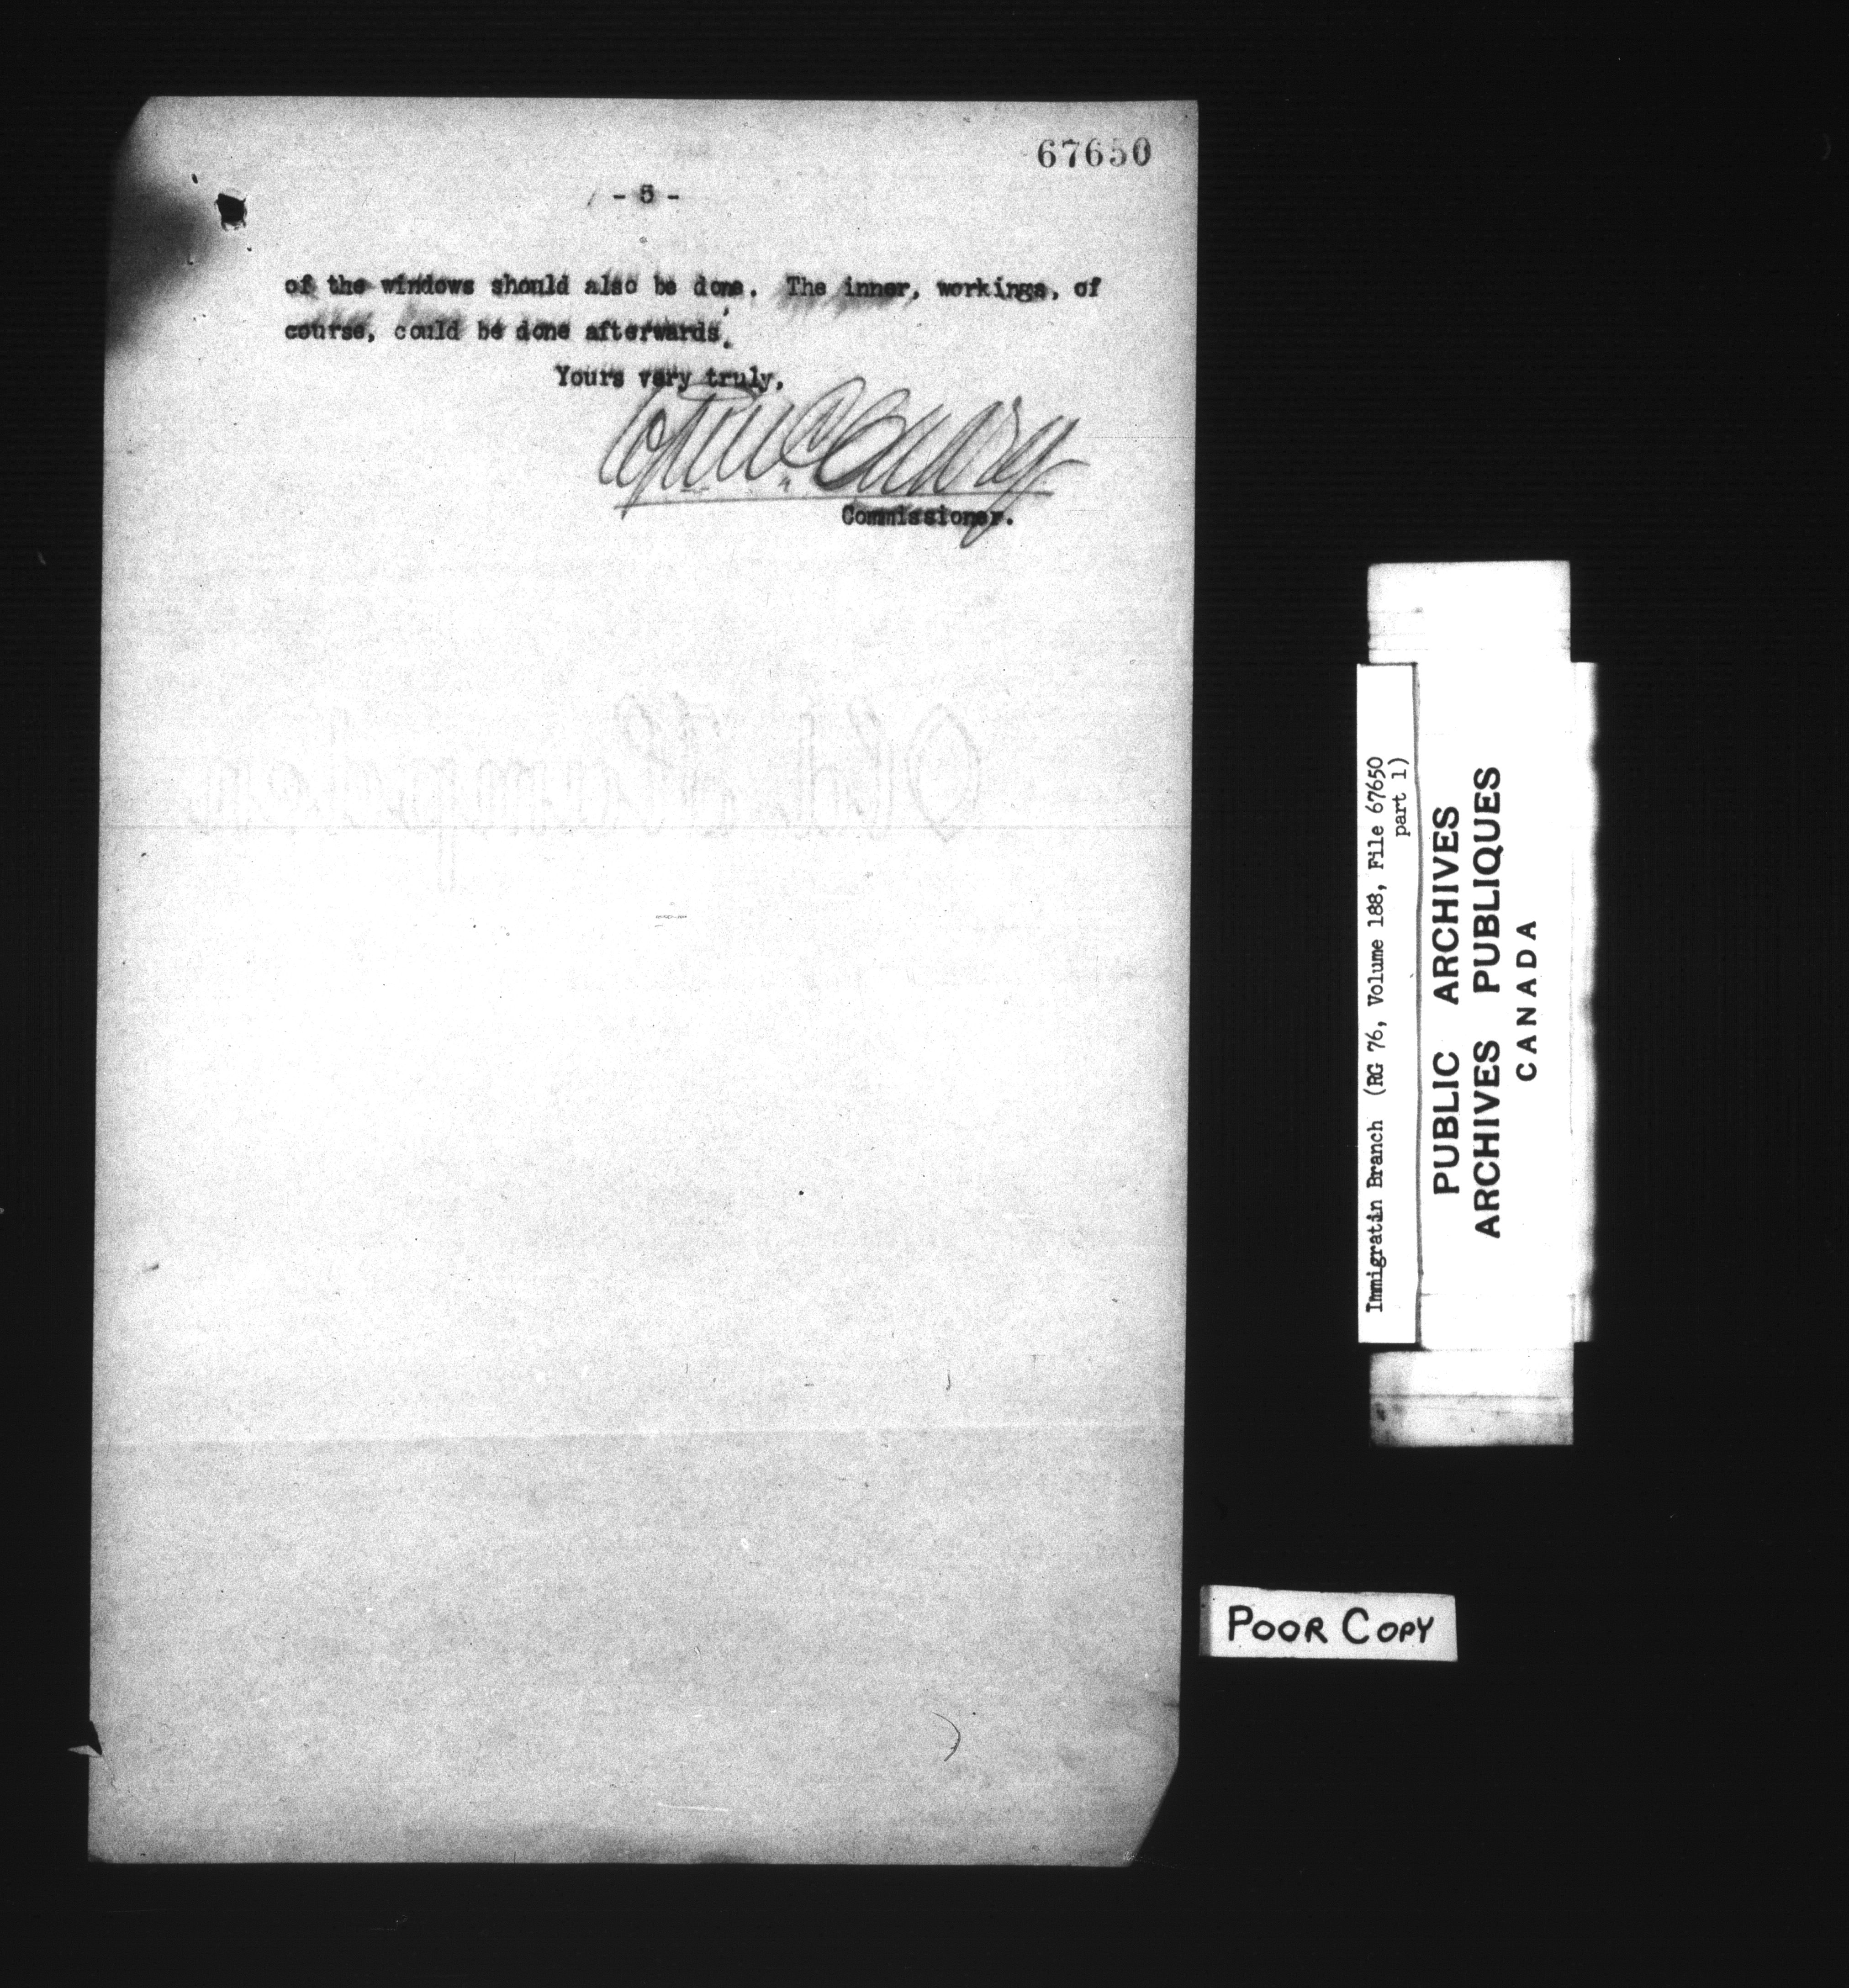 67650
- 5 -
of the windows should also be done. The inner, workings, of
course, could be done afterwards.
Yours very truly,
Commissioner.
Old Hampden
Immigratin Branch (RG 76, Volume 188, File 67650
part 1)
PUBLIC ARCHIVES
ARCHIVES PUBLIQUES
CANADA
POOR COPY